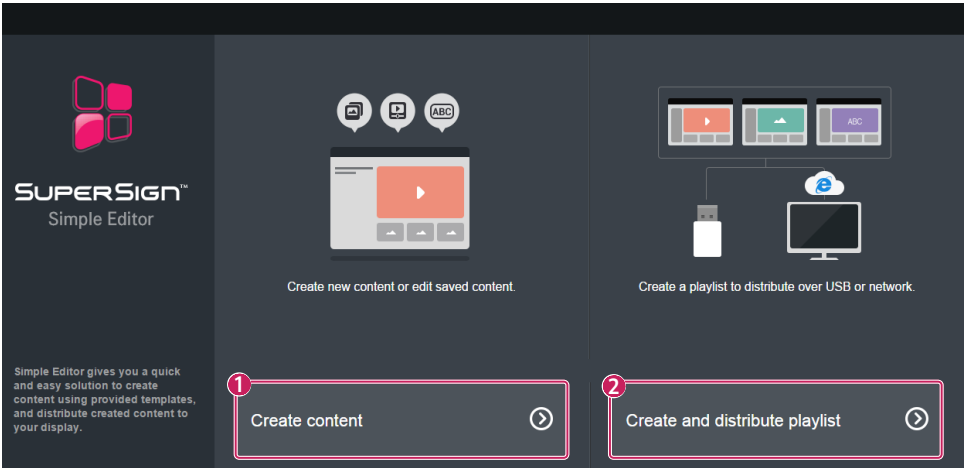 SUPERSIGN™
Simple Editor
Simple Editor gives you a quick
and easy solution to create
content using provided templates,
and distribute created content to
your display.
ABC
Create new content or edit saved content.
1
Create content
ABC
Create a playlist to distribute over USB or network.
2
Create and distribute playlist